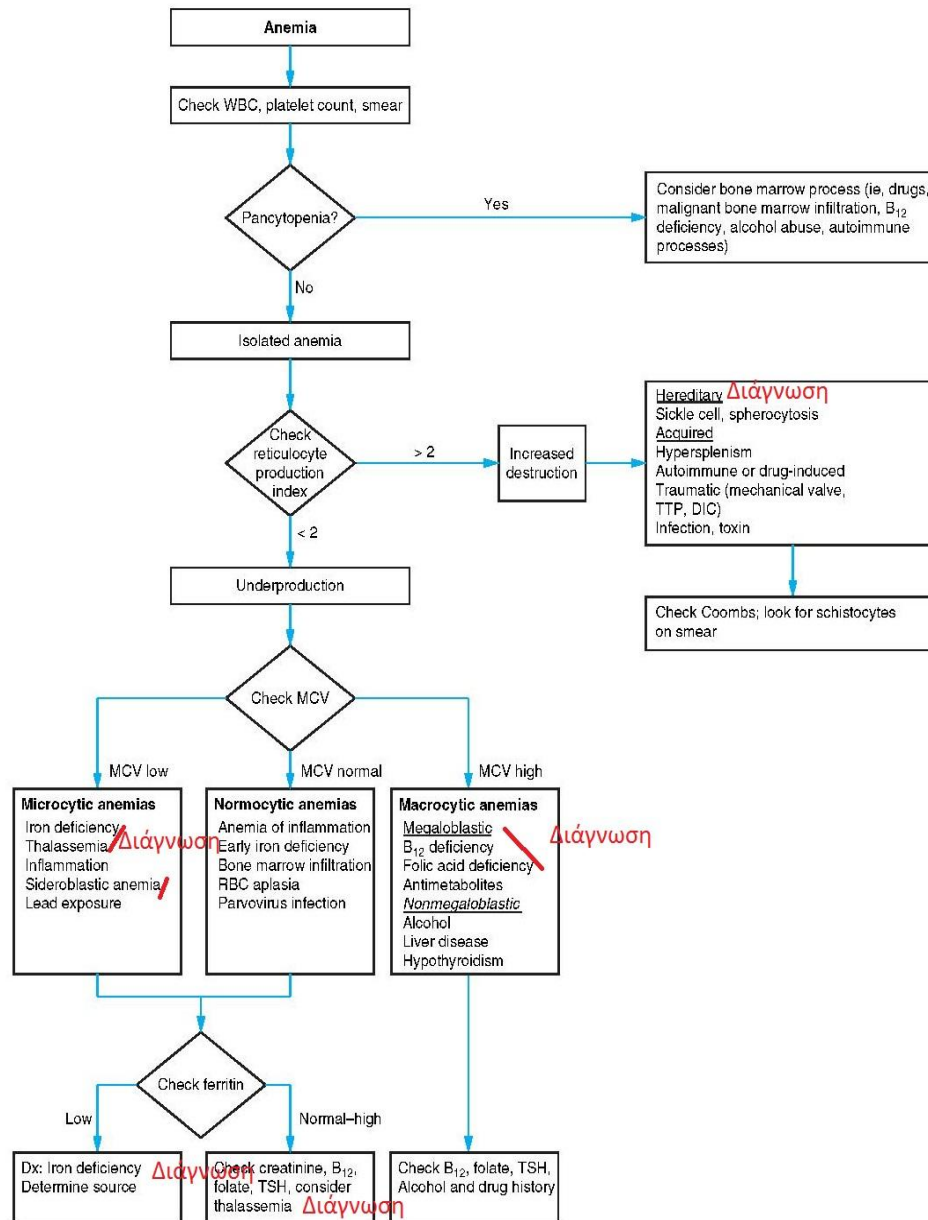 Anemia
Check WBC, platelet count, smear
Pancytopenia?
Yes
Consider bone marrow process (ie, drugs,
malignant bone marrow infiltration, B12
deficiency, alcohol abuse, autoimmune
processes)
No
Isolated anemia
Check
reticulocyte
production
index
> 2
Increased
destruction
Hereditary Διάγνωση
Sickle cell, spherocytosis
Acquired
Hypersplenism
Autoimmune or drug-induced
Traumatic (mechanical valve,
TTP, DIC)
Infection, toxin
< 2
Underproduction
Check Coombs; look for schistocytes
on smear
Check MCV
MCV low
MCV normal
MCV high
Microcytic anemias
Iron deficiency
Thalassemia Διάγνωση
Inflammation
Sideroblastic anemia
Lead exposure
Normocytic anemias
Anemia of inflammation
Early iron deficiency
Bone marrow infiltration
RBC aplasia
Parvovirus infection
Macrocytic anemias
Megaloblastic Διάγνωση
B12 deficiency
Folic acid deficiency
Antimetabolites
Nonmegaloblastic
Alcohol
Liver disease
Hypothyroidism
Check ferritin
Low
Normal–high
Dx: Iron deficiency Διάγνωση
Determine source
Check creatinine, B12,
folate, TSH, consider
thalassemia Διάγνωση
Check B12, folate, TSH,
Alcohol and drug history